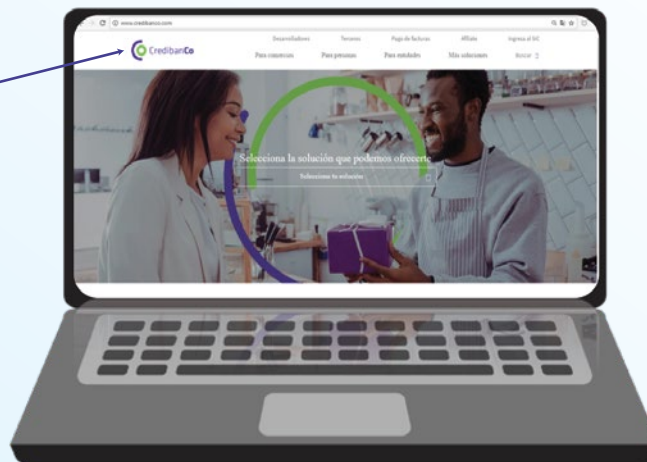 www.credibanco.com
Desarrolladores Terceros Pago de facturas Afíliate Ingresa al SIC
CredibanCo
Para comercios Para personas Para entidades Más soluciones Buscar
Selecciona la solución que podemos ofrecerte
Selecciona tu solución